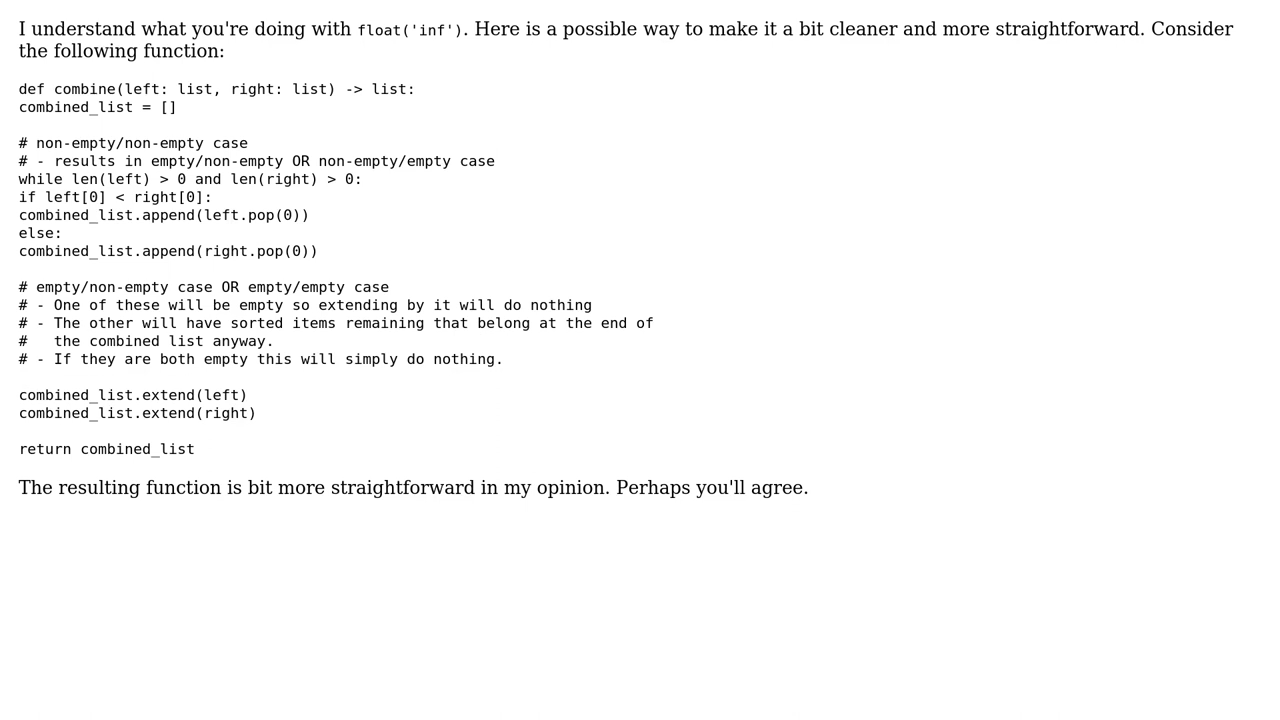 I understand what you're doing with float('inf'). Here is a possible way to make it a bit cleaner and more straightforward. Consider
the following function:
def combine(left: list, right: list) -> list:
combined_list = []
# non-empty/non-empty case
# - results in empty/non-empty OR non-empty/empty case
while len(left) > 0 and len(right) > 0:
if left[0] < right[0]:
combined_list.append(left.pop(0))
else:
combined_list.append(right.pop(0))
# empty/non-empty case OR empty/empty case
# - One of these will be empty so extending by it will do nothing
# - The other will have sorted items remaining that belong at the end of
#   the combined list anyway.
# - If they are both empty this will simply do nothing.
combined_list.extend(left)
combined_list.extend(right)
return combined_list
The resulting function is bit more straightforward in my opinion. Perhaps you'll agree.